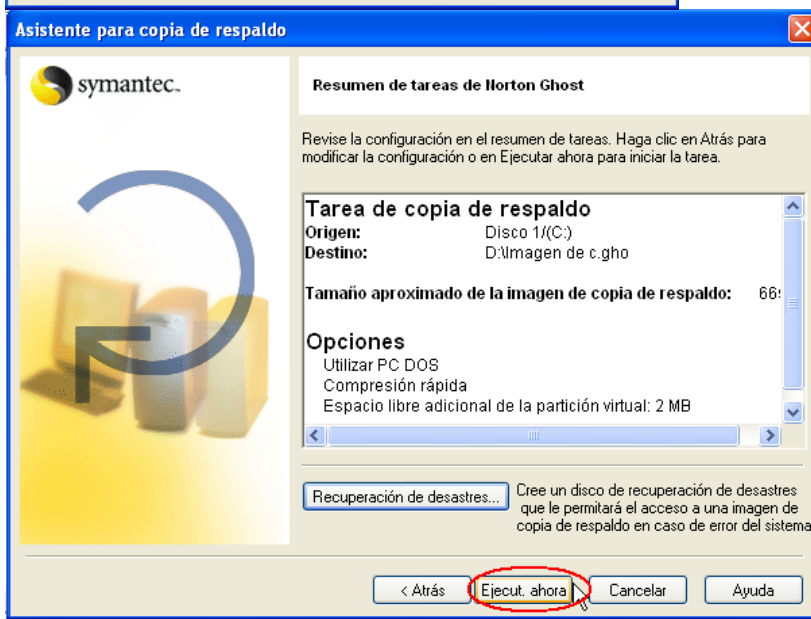 Asistente para copia de respaldo
symantec.
Resumen de tareas de Norton Ghost
Revise la configuración en el resumen de tareas. Haga clic en Atrás para
modificar la configuración o en Ejecutar ahora para iniciar la tarea.
Tarea de copia de respaldo
Origen: Disco 1/(C:)
Destino: D:\Imagen de c.gho
Tamaño aproximado de la imagen de copia de respaldo:
Opciones
Utilizar PC DOS
Compresión rápida
Espacio libre adicional de la partición virtual: 2 MB
Recuperación de desastres...
Cree un disco de recuperación de desastres
que le permitará el acceso a una imagen de
copia de respaldo en caso de error del sistema
< Atrás Ejecut. ahora Cancelar Ayuda